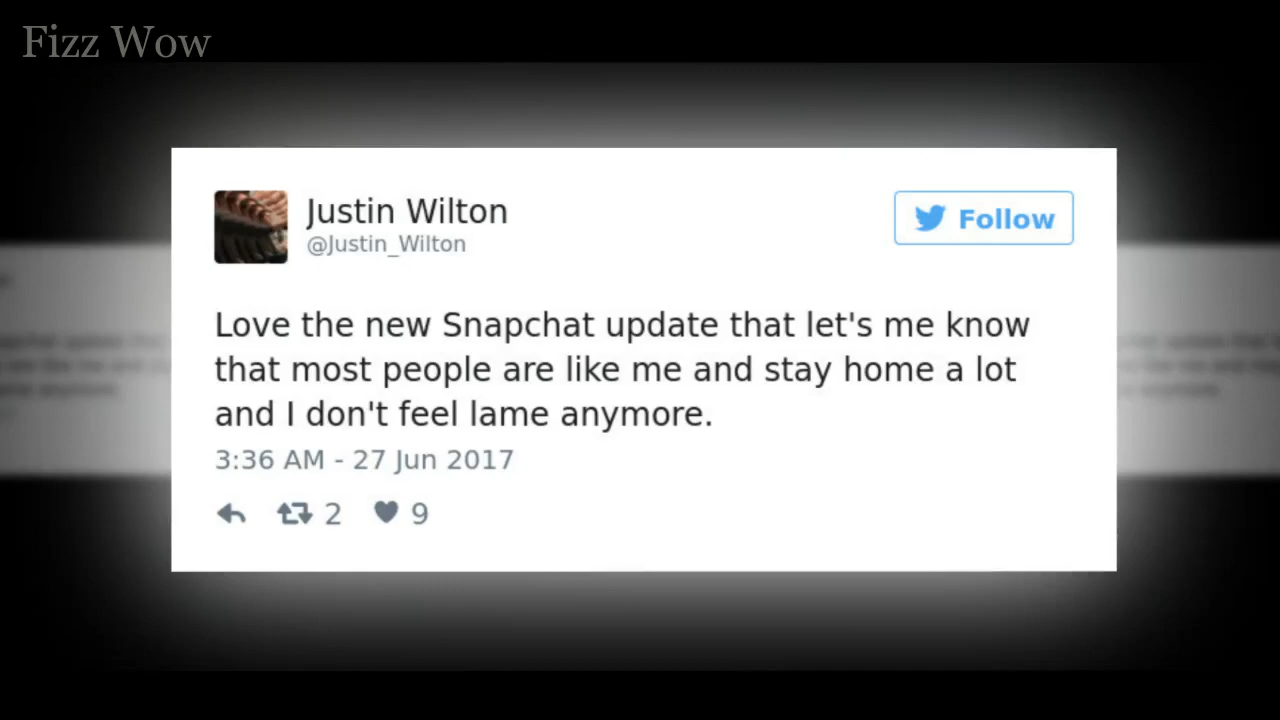 Fizz Wow
Justin Wilton
@Justin_Wilton
Follow
Love the new Snapchat update that let's me know
that most people are like me and stay home a lot
and I don't feel lame anymore.
3:36 AM - 27 Jun 2017
2 9